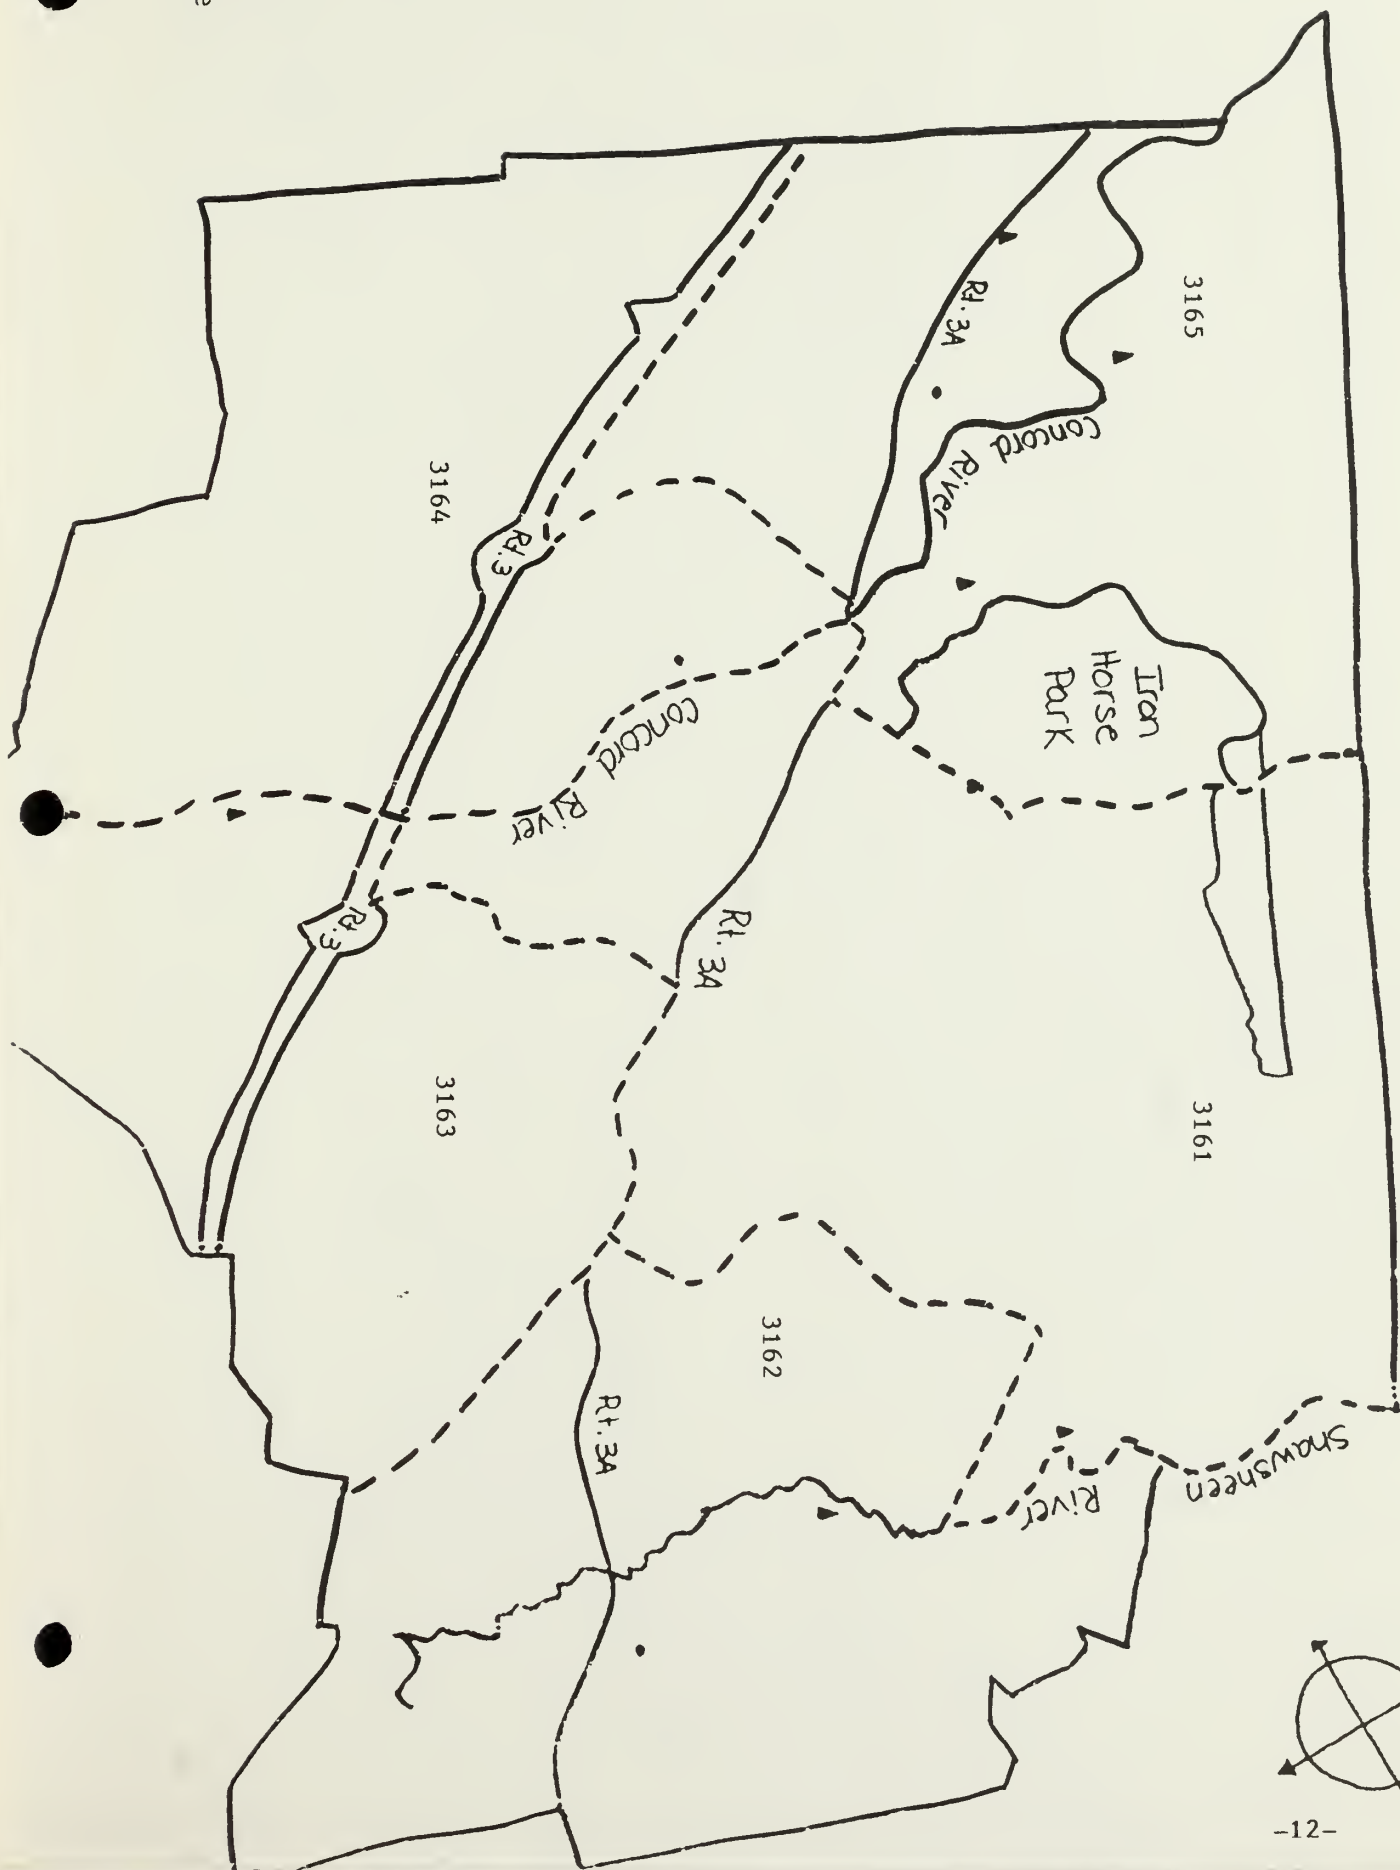 3165
Rt. 3A
Concord
River
3164
Rt. 3
Iron
Horse
Park
Concord
River
Rt. 3A
Rt. 3
3163
3161
3162
Rt. 3A
Shawsheen
River
-12-